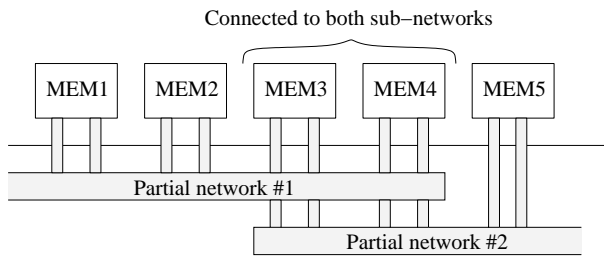 Connected to both sub−networks
MEM1 MEM2 MEM3 MEM4 MEM5
Partial network #1
Partial network #2